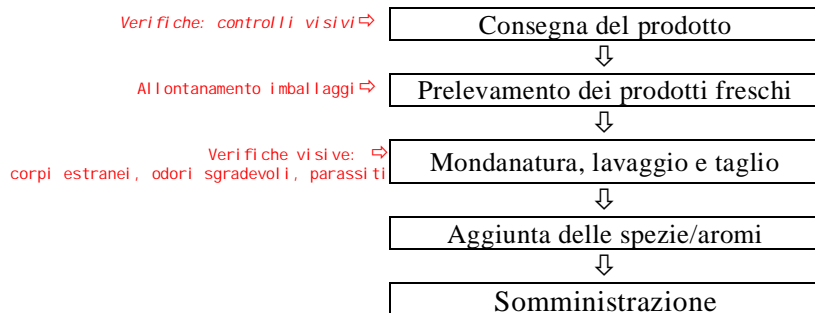 Verifiche: controlli visivi⇨ Consegna del prodotto
Allontanamento imballaggi⇨ Prelevamento dei prodotti freschi
Verifiche visive: ⇨
corpi estranei, odori sgradevoli, parassiti
Mondanatura, lavaggio e taglio
Aggiunta delle spezie/aromi
Somministrazione